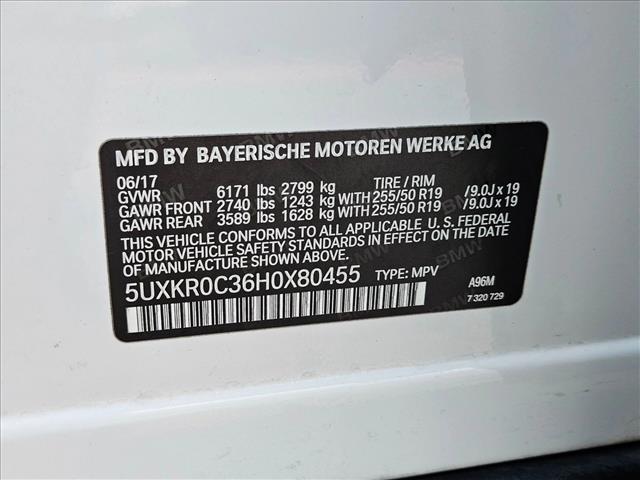 MFD BY BAYERISCHE MOTOREN WERKE AG
06/17 TIRE / RIM
GVWR 6171 lbs 2799 kg
GAWR FRONT 2740 lbs 1243 kg WITH 255/50 R19 /9.0J x 19
GAWR REAR 3589 lbs 1628 kg WITH 255/50 R19 /9.0J x 19
THIS VEHICLE CONFORMS TO ALL APPLICABLE U.S. FEDERAL
MOTOR VEHICLE SAFETY STANDARDS IN EFFECT ON THE DATE
OF MANUFACTURE SHOWN ABOVE.
5UXKR0C36H0X80455 TYPE: MPV A96M
7 320 729